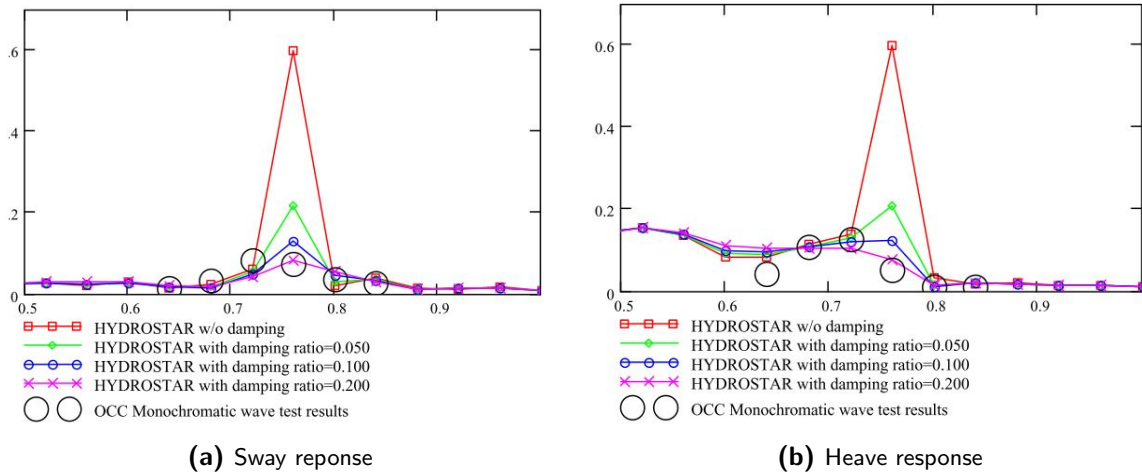 .6
.4
.2
0
0.5 0.6 0.7 0.8 0.9
HYDROSTAR w/o damping
HYDROSTAR with damping ratio=0.050
HYDROSTAR with damping ratio=0.100
HYDROSTAR with damping ratio=0.200
OCC Monochromatic wave test results
(a) Sway reponse
0.6
0.4
0.2
0
0.5 0.6 0.7 0.8 0.9
HYDROSTAR w/o damping
HYDROSTAR with damping ratio=0.050
HYDROSTAR with damping ratio=0.100
HYDROSTAR with damping ratio=0.200
OCC Monochromatic wave test results
(b) Heave response